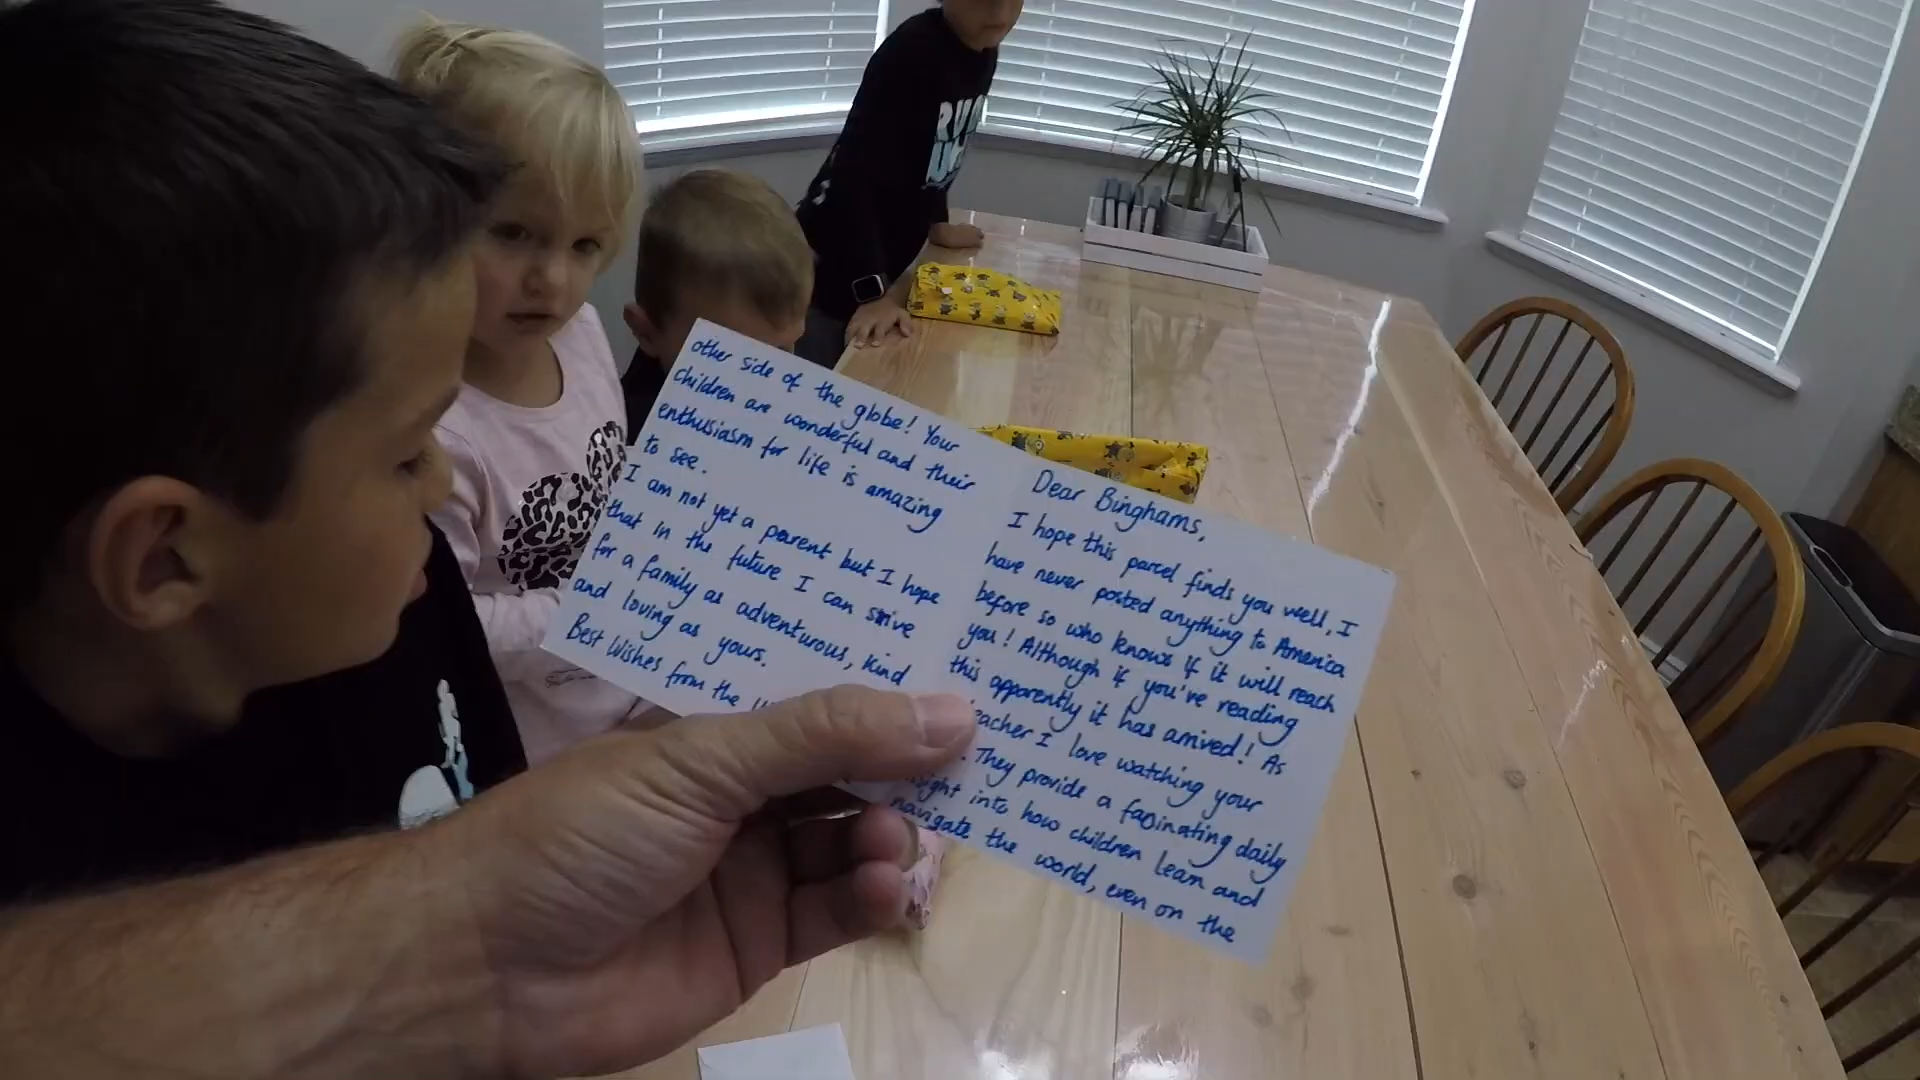 Dear Binghams,
I hope this parcel finds you well, I
have never posted anything to America
before so who knows if it will reach
you! Although if you've reading
this apparently it has arrived! As
teacher I love watching your
They provide a facinating daily
insight into how children learn and
navigate the world, even on the
other side of the globe! Your
children are wonderful and their
enthusiasm for life is amazing
to see.
I am not yet a parent but I hope
that in the future I can strive
for a family as adventurous, kind
and loving as yours.
Best Wishes from the